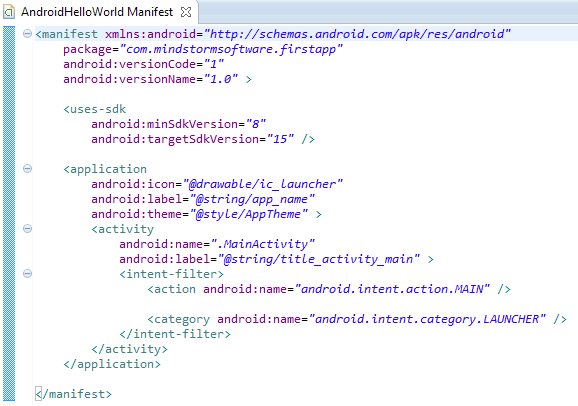 AndroidHelloWorld Manifest
<manifest xmlns:android="http://schemas.android.com/apk/res/android"
    package="com.mindstormsoftware.firstapp"
    android:versionCode="1"
    android:versionName="1.0" >

    <uses-sdk
        android:minSdkVersion="8"
        android:targetSdkVersion="15" />

    <application
        android:icon="@drawable/ic_launcher"
        android:label="@string/app_name"
        android:theme="@style/AppTheme" >
        <activity
            android:name=".MainActivity"
            android:label="@string/title_activity_main" >
            <intent-filter>
                <action android:name="android.intent.action.MAIN" />

                <category android:name="android.intent.category.LAUNCHER" />
            </intent-filter>
        </activity>
    </application>

</manifest>